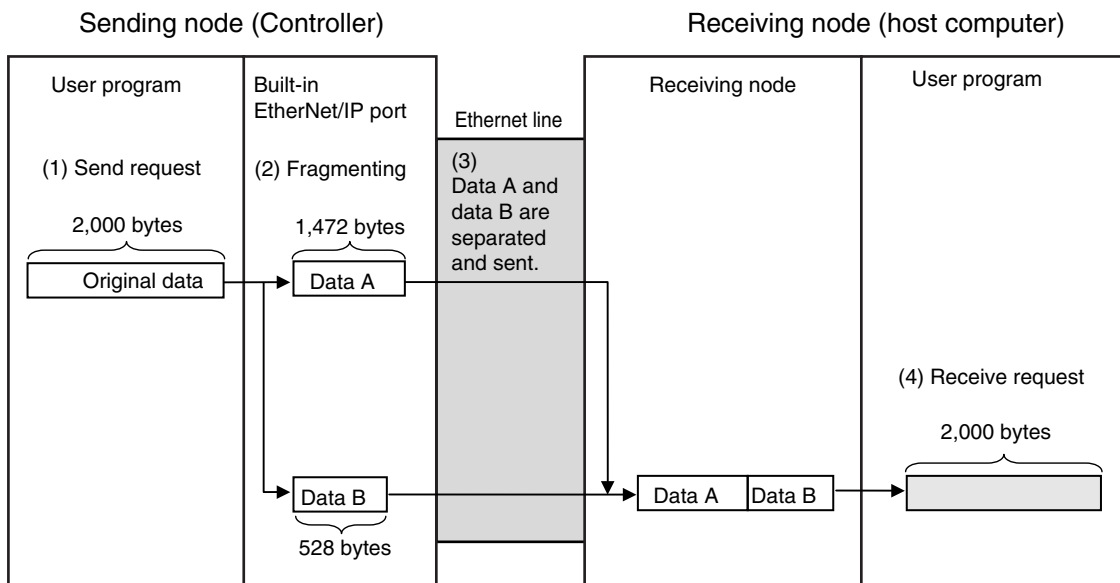 Sending node (Controller)
Receiving node (host computer)
User program
Built-in
EtherNet/IP port
Ethernet line
Receiving node
User program
(1) Send request
(2) Fragmenting
(3)
Data A and
data B are
separated
and sent.
2,000 bytes
1,472 bytes
Original data
Data A
(4) Receive request
2,000 bytes
Data B
Data A
Data B
528 bytes